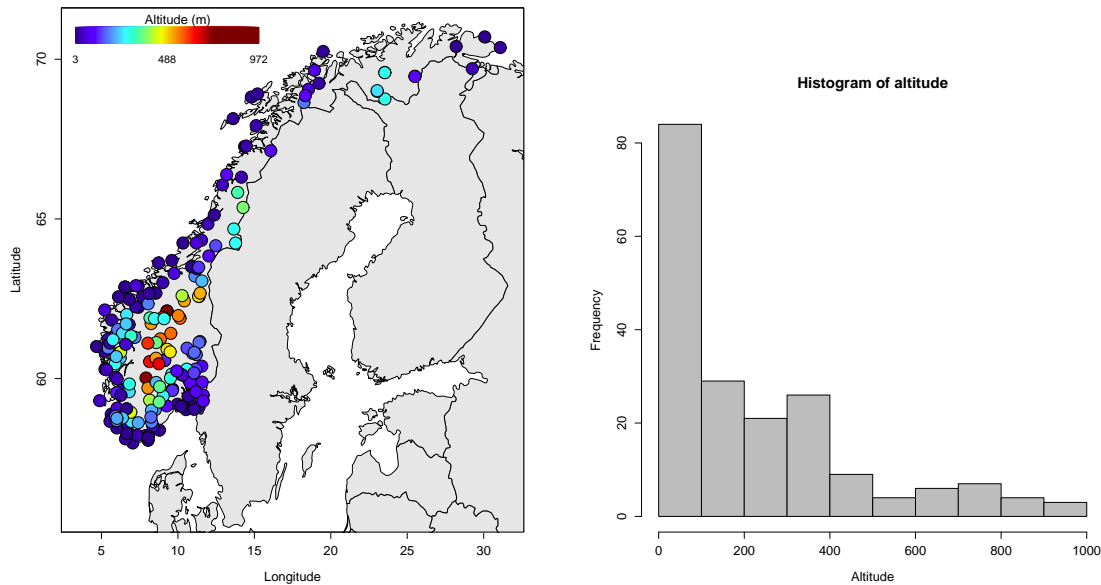 Altitude (m)
3 488 972
70
65
60
Latitude
5 10 15 20 25 30
Longitude
Histogram of altitude
80
60
40
20
0
Frequency
0 200 400 600 800 1000
Altitude